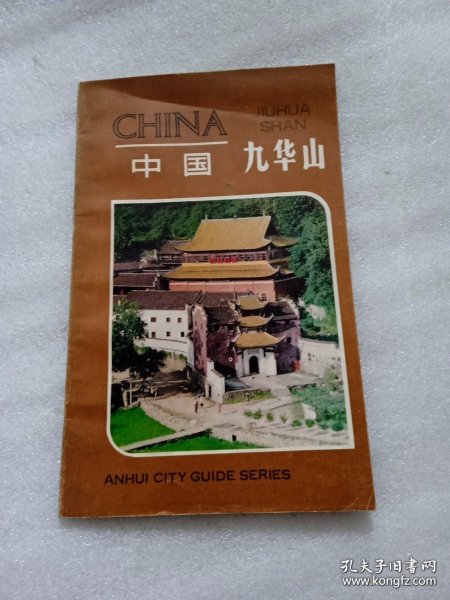 CHINA
JIUHUA
SHAN
中国 九华山
ANHUI CITY GUIDE SERIES
孔夫子旧书网
www.kongfz.com